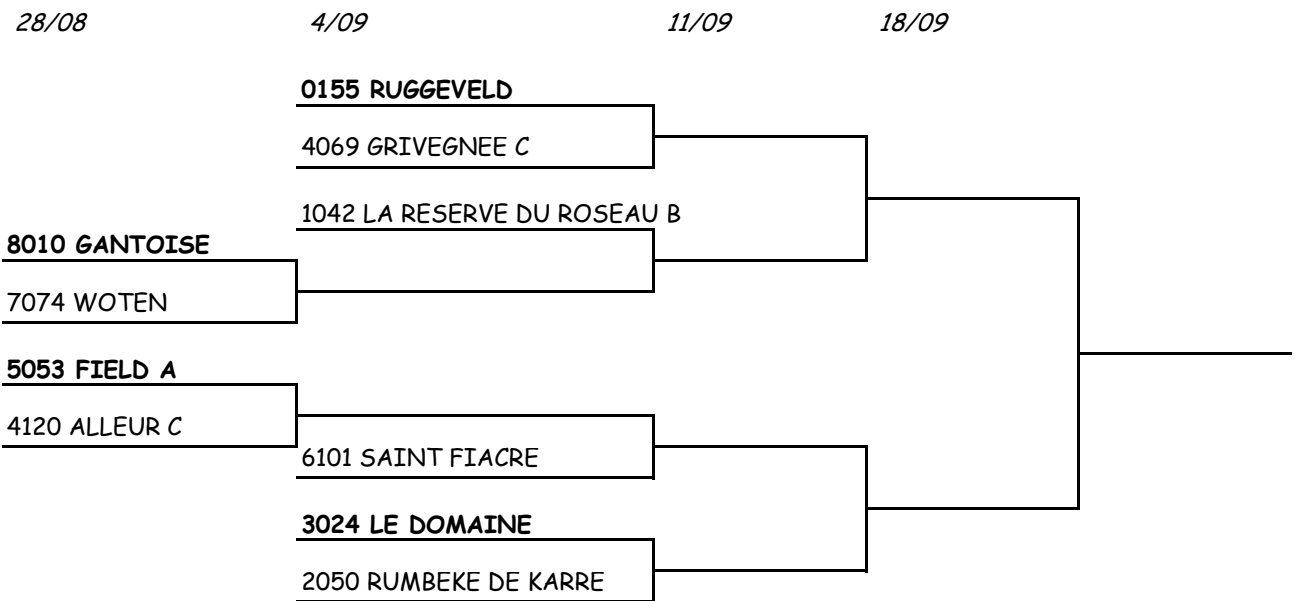 28/08 4/09 11/09 18/09
0155 RUGGEVELD
4069 GRIVEGNEE C
1042 LA RESERVE DU ROSEAU B
8010 GANTOISE
7074 WOTEN
5053 FIELD A
4120 ALLEUR C
6101 SAINT FIACRE
3024 LE DOMAINE
2050 RUMBEKE DE KARRE